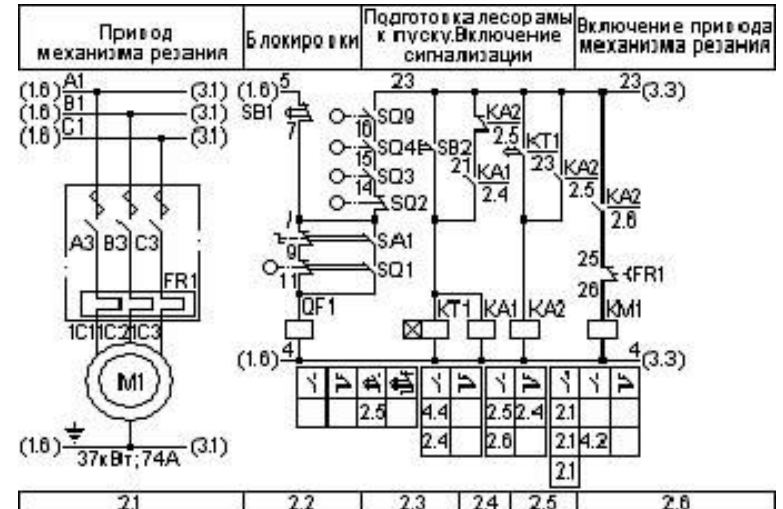 Привод
механизма резания
Блокировки
Подготовка лесорамы
к пуску. Включение
сигнализации
Включение привода
механизма резания
(1.6) A1 (3.1)
(1.6) B1 (3.1)
(1.6) C1 (3.1)
A3 B3 C3
FR1
1C1 1C2 1C3
M1
(1.6) (3.1)
37кВт; 74А
(1.6) 5
SB1
7
7
9
11
QF1
(1.6) 4
23
SQ9
16
SQ4B
15
SQ3
14
SQ2
SA1
SQ1
SB2
21
KA2
2.5
KA1
2.4
KT1
23
KA2
2.5
KT1 KA1 KA2
23 (3.3)
KA2
2.6
25
FR1
26
KM1
4 (3.3)
2.5 4.4 2.5 2.4 2.1
2.4 2.6 2.1 4.2
2.1
2.1 2.2 2.3 2.4 2.5 2.6